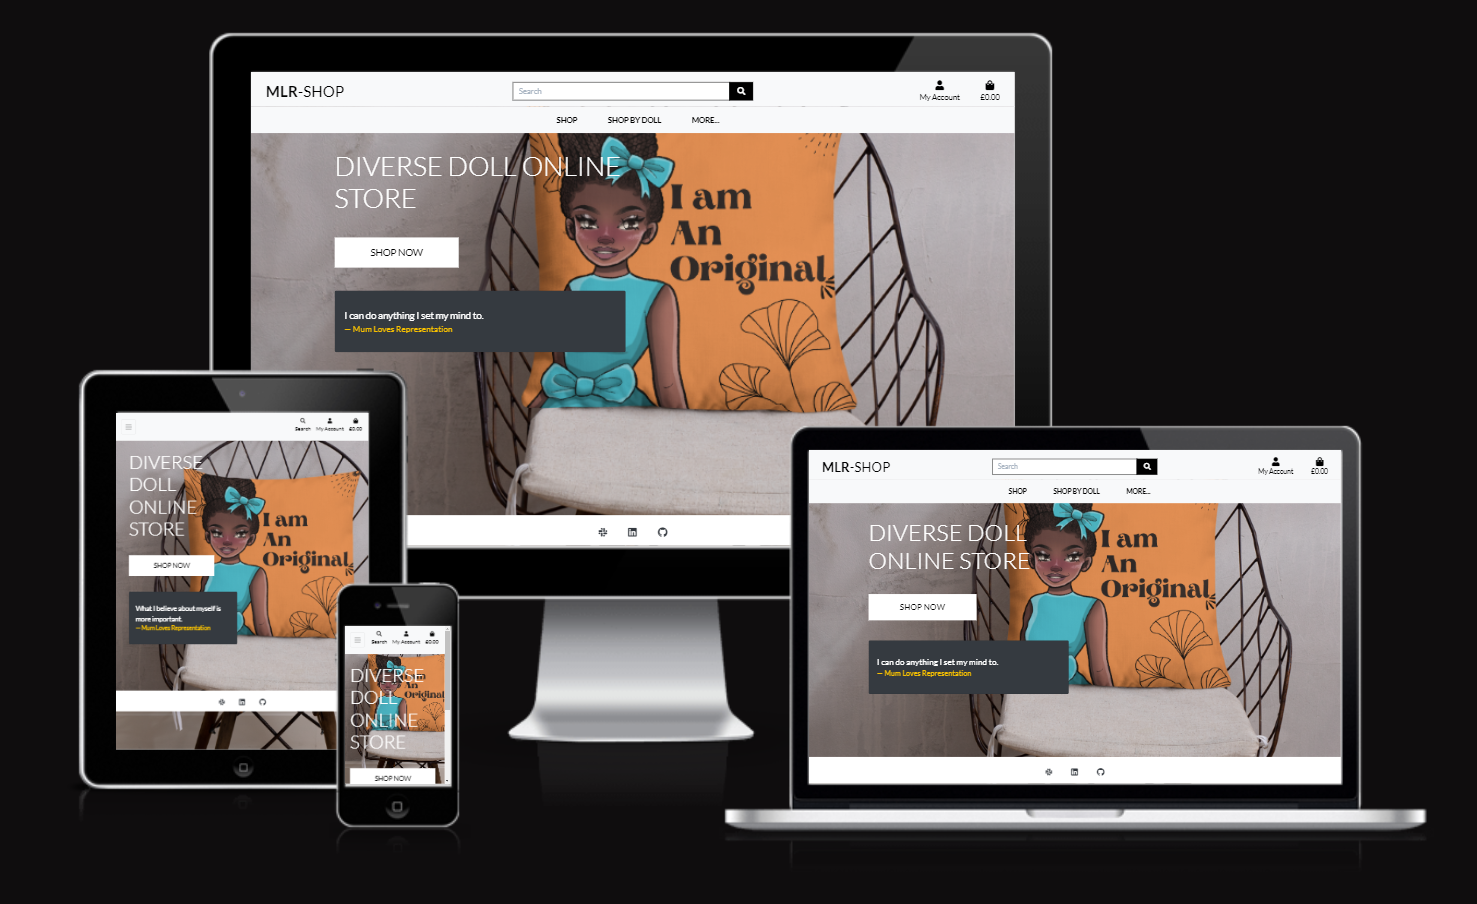 MLR-SHOP
Search
My Account
£0.00
SHOP
SHOP BY DOLL
MORE...
DIVERSE DOLL ONLINE
STORE
SHOP NOW
I can do anything I set my mind to.
— Mum Loves Representation
I am
An
Original
Search
My Account
£0.00
DIVERSE
DOLL
ONLINE
STORE
SHOP NOW
What I believe about myself is
more important.
— Mum Loves Representation
I am
An
Original
Search
My Account
£0.00
DIVERSE
DOLL
ONLINE
STORE
SHOP NOW
I am
An
Original
MLR-SHOP
Search
My Account
£0.00
SHOP
SHOP BY DOLL
MORE...
DIVERSE DOLL
ONLINE STORE
SHOP NOW
I can do anything I set my mind to.
— Mum Loves Representation
I am
An
Original